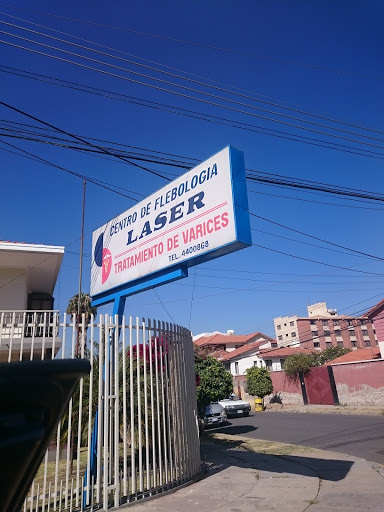 CENTRO DE FLEBOLOGIA
LASER
TRATAMIENTO DE VARICES
TEL. 4400868